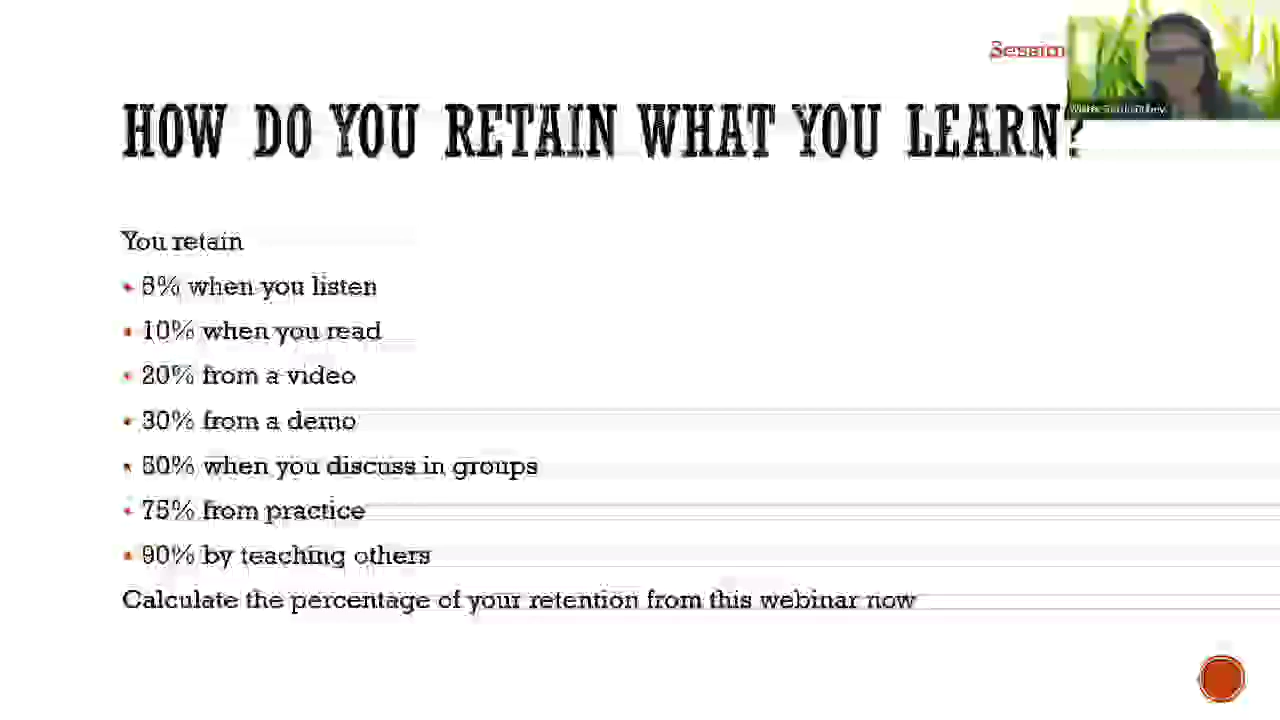 HOW DO YOU RETAIN WHAT YOU LEARN?
You retain
• 5% when you listen
• 10% when you read
• 20% from a video
• 30% from a demo
• 50% when you discuss in groups
• 75% from practice
• 90% by teaching others
Calculate the percentage of your retention from this webinar now